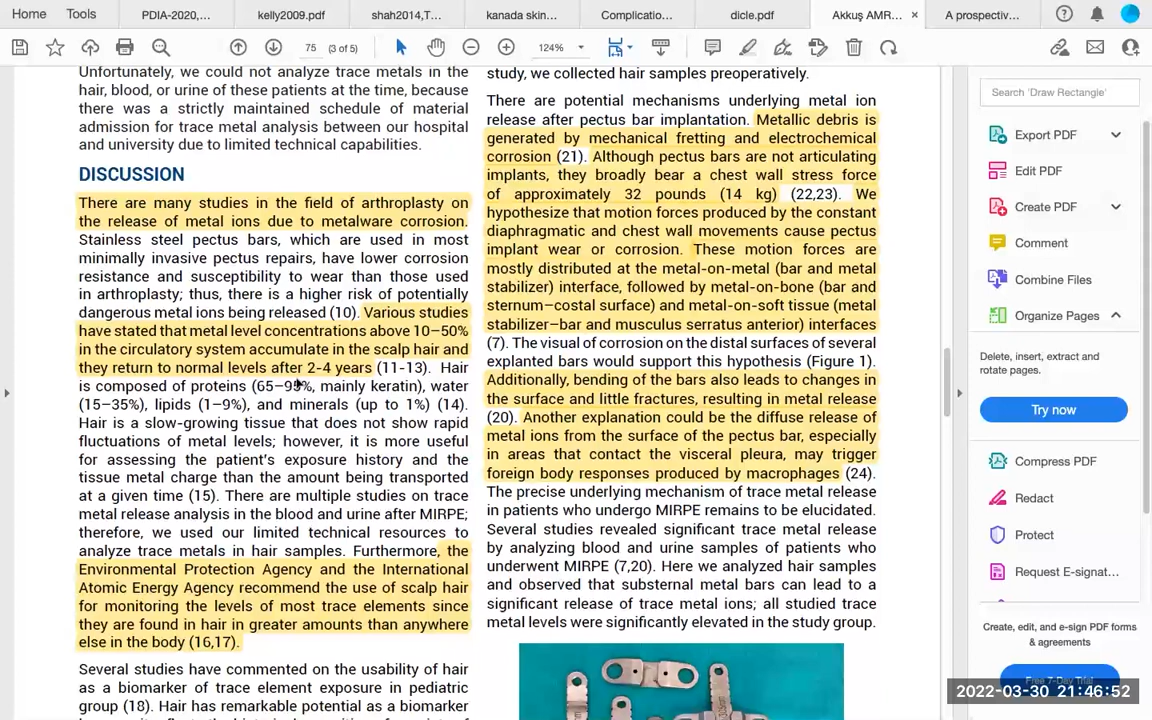 Home
Tools
PDIA-2020,...
kelly2009.pdf
shah2014,T...
kanada skin...
Complicatio...
dicle.pdf
Akkuş AMR...
×
A prospectiv...
75
(3 of 5)
124%
Unfortunately, we could not analyze trace metals in the
hair, blood, or urine of these patients at the time, because
there was a strictly maintained schedule of material
admission for trace metal analysis between our hospital
and university due to limited technical capabilities.
DISCUSSION
There are many studies in the field of arthroplasty on
the release of metal ions due to metalware corrosion.
Stainless steel pectus bars, which are used in most
minimally invasive pectus repairs, have lower corrosion
resistance and susceptibility to wear than those used
in arthroplasty; thus, there is a higher risk of potentially
dangerous metal ions being released (10). Various studies
have stated that metal level concentrations above 10–50%
in the circulatory system accumulate in the scalp hair and
they return to normal levels after 2-4 years (11-13). Hair
is composed of proteins (65–95%, mainly keratin), water
(15–35%), lipids (1–9%), and minerals (up to 1%) (14).
Hair is a slow-growing tissue that does not show rapid
fluctuations of metal levels; however, it is more useful
for assessing the patient's exposure history and the
tissue metal charge than the amount being transported
at a given time (15). There are multiple studies on trace
metal release analysis in the blood and urine after MIRPE;
therefore, we used our limited technical resources to
analyze trace metals in hair samples. Furthermore, the
Environmental Protection Agency and the International
Atomic Energy Agency recommend the use of scalp hair
for monitoring the levels of most trace elements since
they are found in hair in greater amounts than anywhere
else in the body (16,17).
Several studies have commented on the usability of hair
as a biomarker of trace element exposure in pediatric
group (18). Hair has remarkable potential as a biomarker
study, we collected hair samples preoperatively.
There are potential mechanisms underlying metal ion
release after pectus bar implantation. Metallic debris is
generated by mechanical fretting and electrochemical
corrosion (21). Although pectus bars are not articulating
implants, they broadly bear a chest wall stress force
of approximately 32 pounds (14 kg) (22,23). We
hypothesize that motion forces produced by the constant
diaphragmatic and chest wall movements cause pectus
implant wear or corrosion. These motion forces are
mostly distributed at the metal-on-metal (bar and metal
stabilizer) interface, followed by metal-on-bone (bar and
sternum–costal surface) and metal-on-soft tissue (metal
stabilizer–bar and musculus serratus anterior) interfaces
(7). The visual of corrosion on the distal surfaces of several
explanted bars would support this hypothesis (Figure 1).
Additionally, bending of the bars also leads to changes in
the surface and little fractures, resulting in metal release
(20). Another explanation could be the diffuse release of
metal ions from the surface of the pectus bar, especially
in areas that contact the visceral pleura, may trigger
foreign body responses produced by macrophages (24).
The precise underlying mechanism of trace metal release
in patients who undergo MIRPE remains to be elucidated.
Several studies revealed significant trace metal release
by analyzing blood and urine samples of patients who
underwent MIRPE (7,20). Here we analyzed hair samples
and observed that substernal metal bars can lead to a
significant release of trace metal ions; all studied trace
metal levels were significantly elevated in the study group.
Search 'Draw Rectangle'
Export PDF
Edit PDF
Create PDF
Comment
Combine Files
Organize Pages
Delete, insert, extract and
rotate pages.
Try now
Compress PDF
Redact
Protect
Request E-signat...
Create, edit, and e-sign PDF forms
& agreements
Free 7-Day Trial
2022-03-30 21:46:52